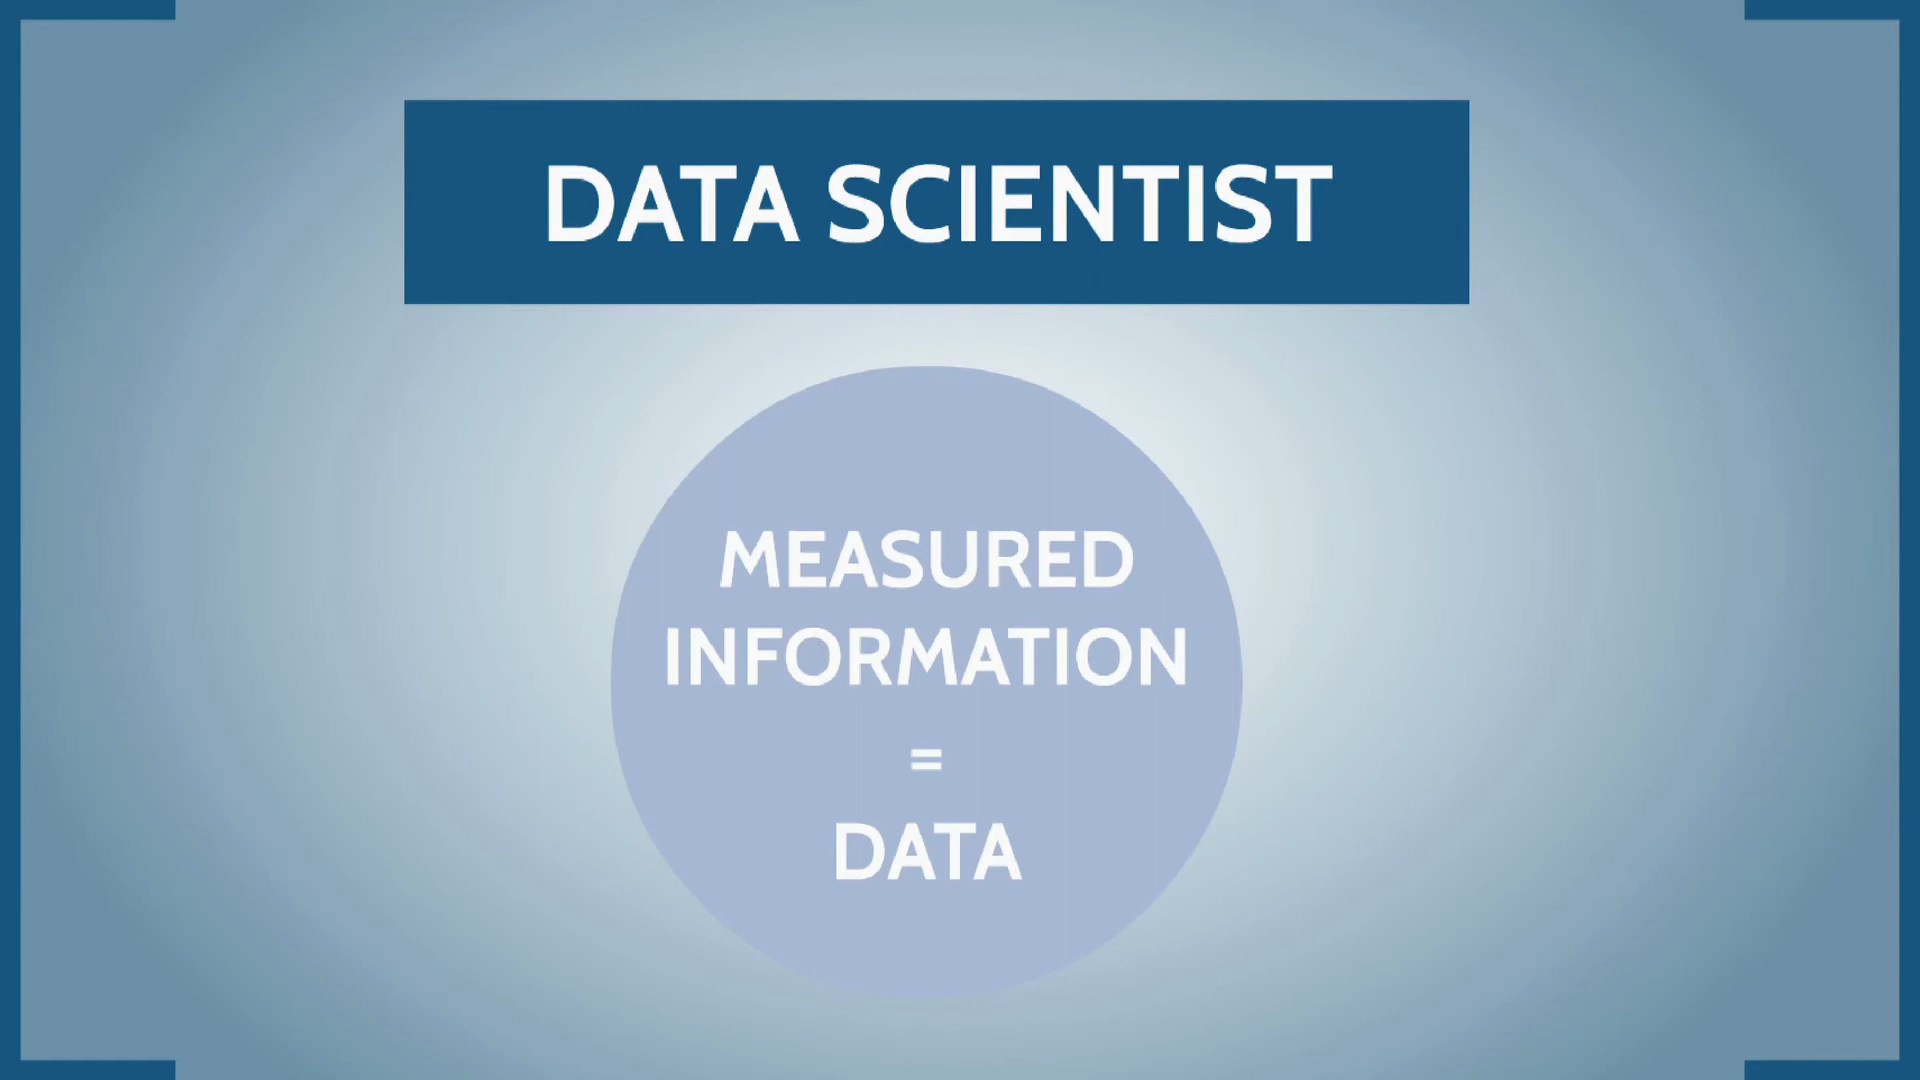 DATA SCIENTIST
MEASURED
INFORMATION
=
DATA